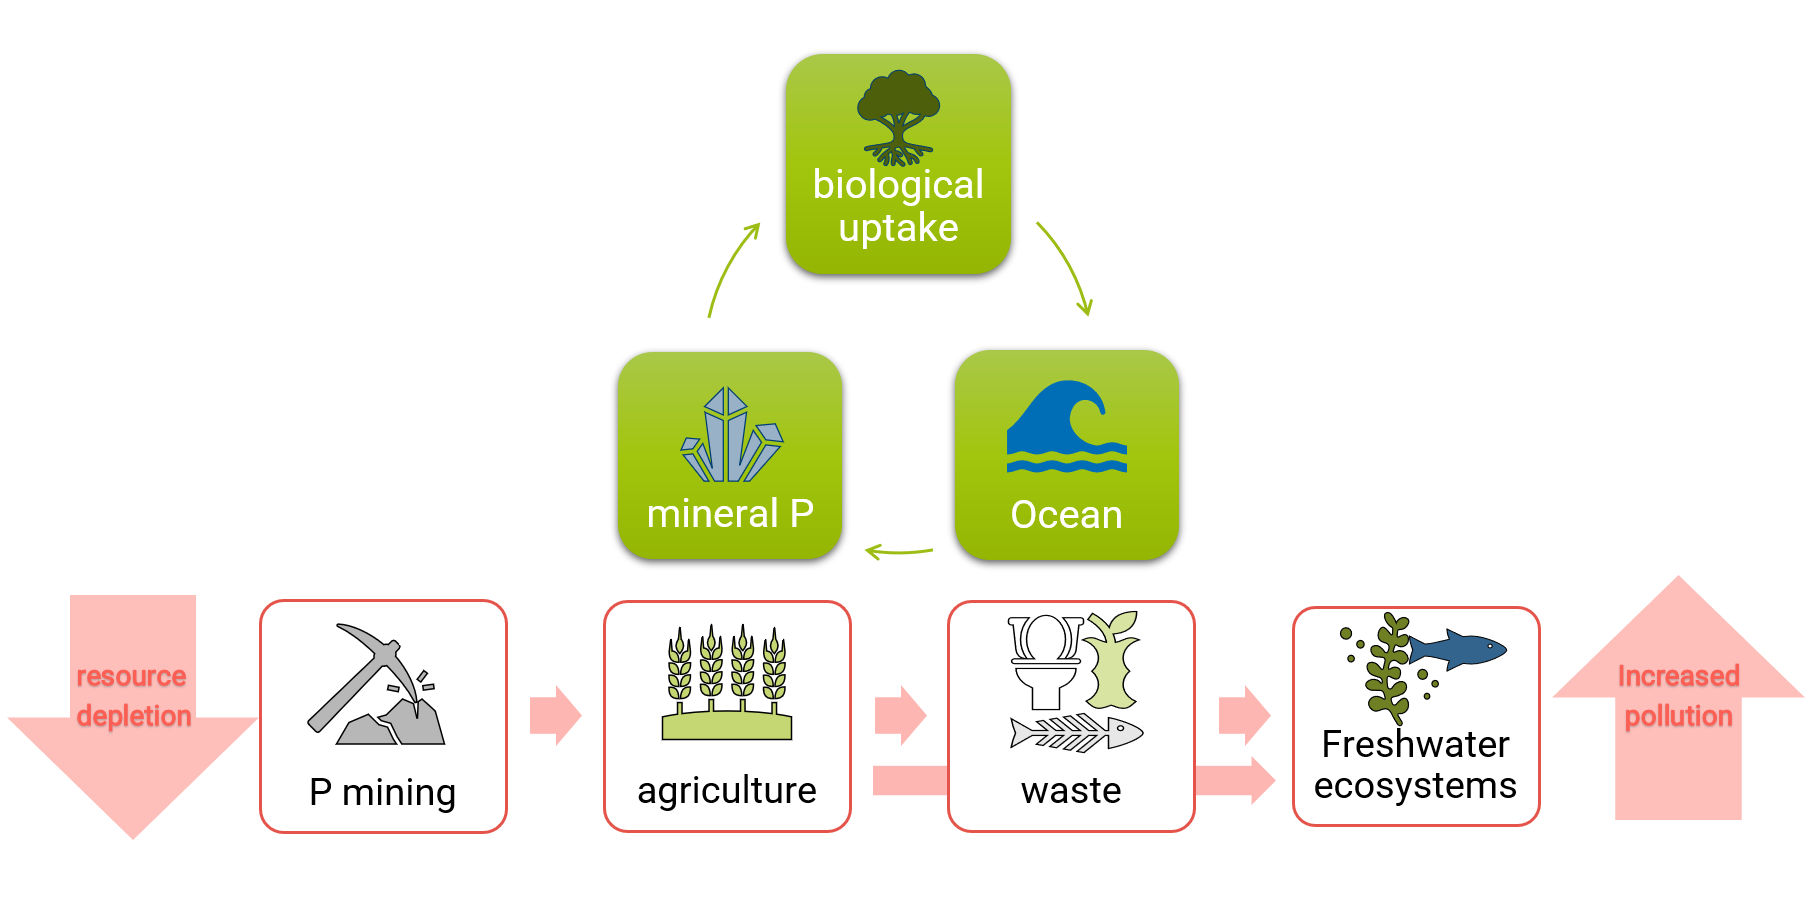 biological
uptake
mineral P
Ocean
resource
depletion
P mining
agriculture
waste
Freshwater
ecosystems
Increased
pollution